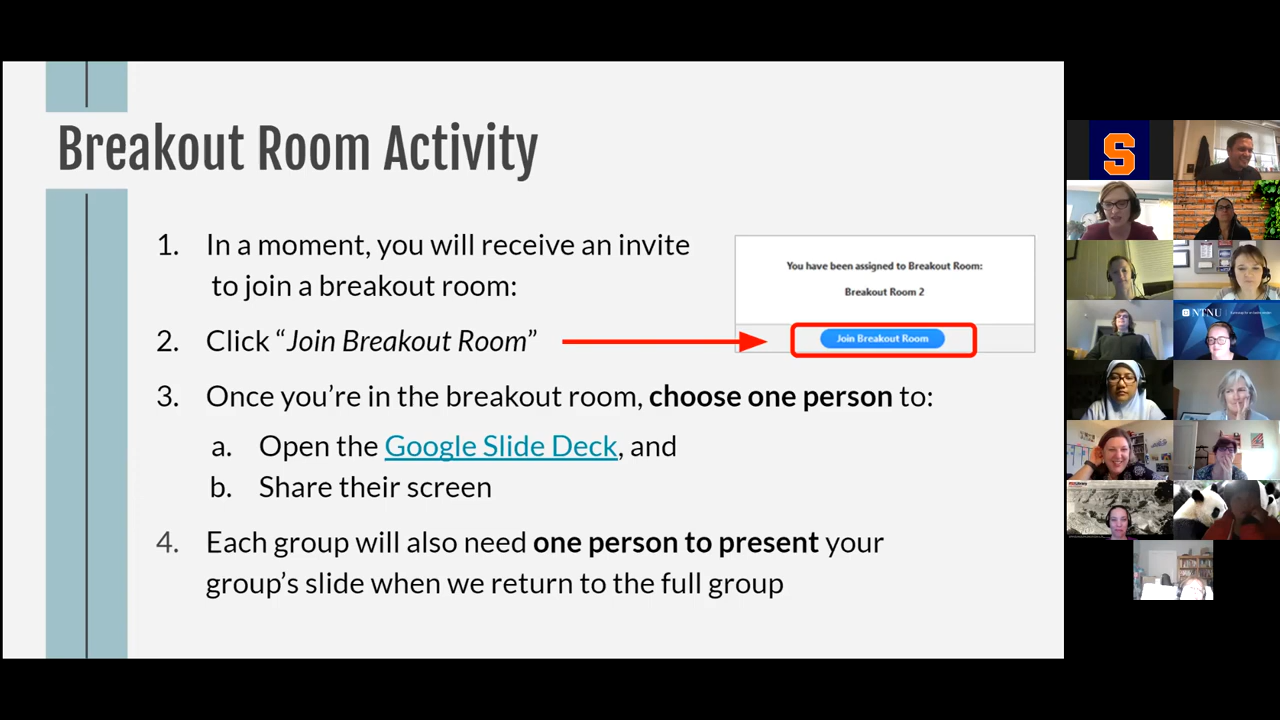 Breakout Room Activity
1. In a moment, you will receive an invite
to join a breakout room:
2. Click “Join Breakout Room”
3. Once you’re in the breakout room, choose one person to:
a. Open the Google Slide Deck, and
b. Share their screen
4. Each group will also need one person to present your
group’s slide when we return to the full group
You have been assigned to Breakout Room:
Breakout Room 2
Join Breakout Room
S
NTNU